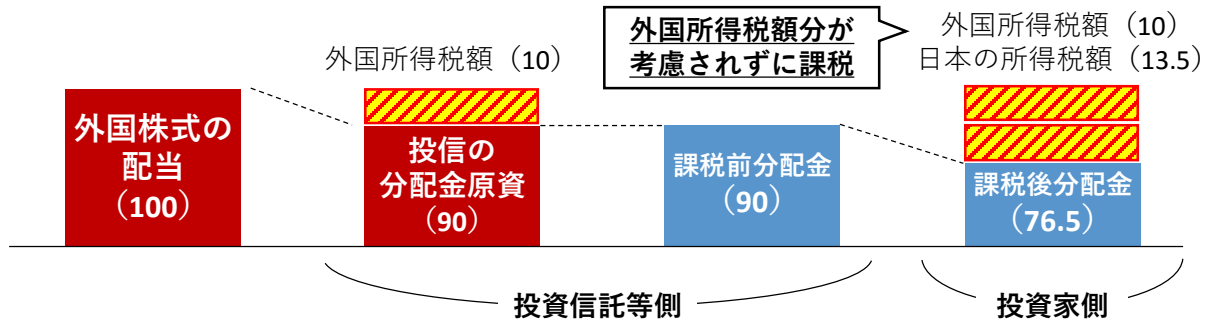 外国所得税額（10）
外国所得税額分が
考慮されずに課税
外国所得税額（10）
日本の所得税額（13.5）
外国株式の
配当
（100）
投信の
分配金原資
（90）
課税前分配金
（90）
課税後分配金
（76.5）
投資信託等側
投資家側